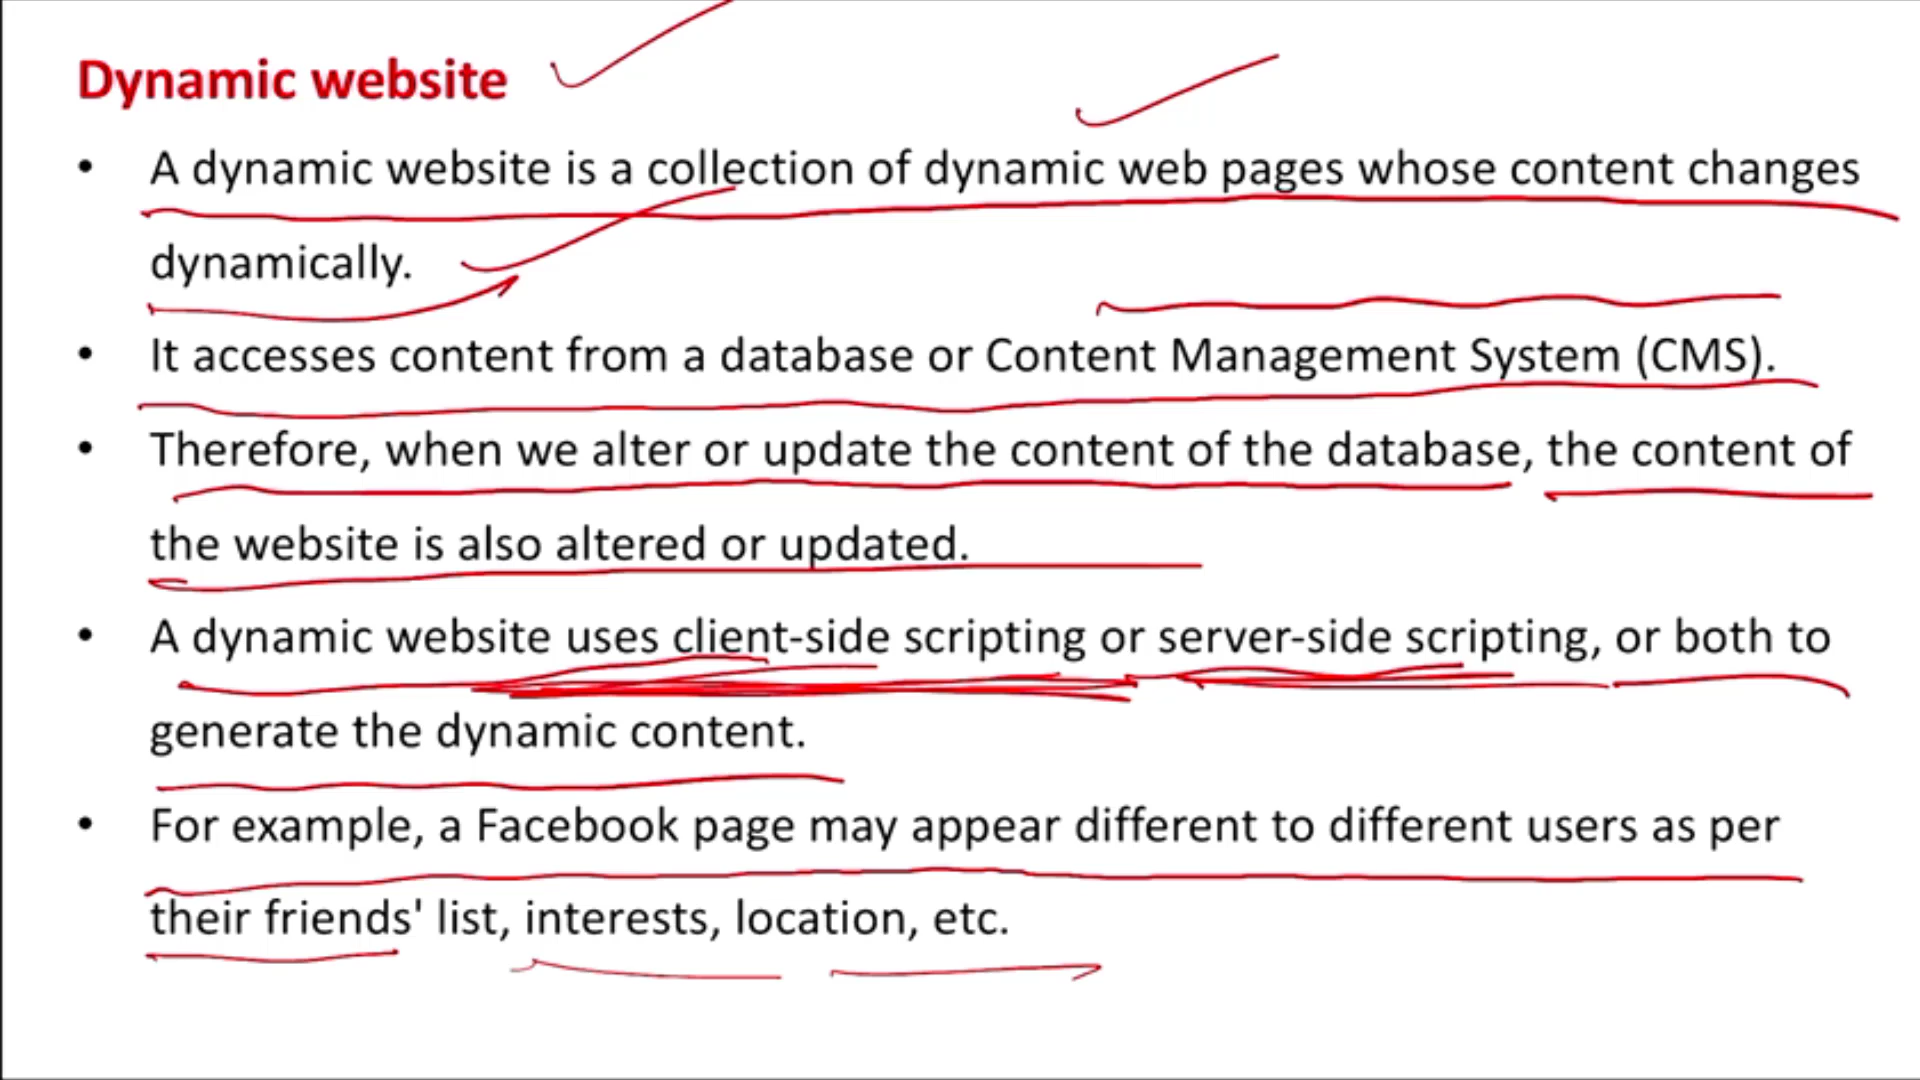 Dynamic website
• A dynamic website is a collection of dynamic web pages whose content changes
dynamically.
• It accesses content from a database or Content Management System (CMS).
• Therefore, when we alter or update the content of the database, the content of
the website is also altered or updated.
• A dynamic website uses client-side scripting or server-side scripting, or both to
generate the dynamic content.
• For example, a Facebook page may appear different to different users as per
their friends' list, interests, location, etc.